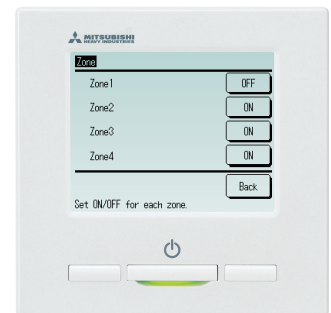 MITSUBISHI
HEAVY INDUSTRIES
Zone
Zone1 OFF
Zone2 ON
Zone3 ON
Zone4 ON
Back
Set ON/OFF for each zone.